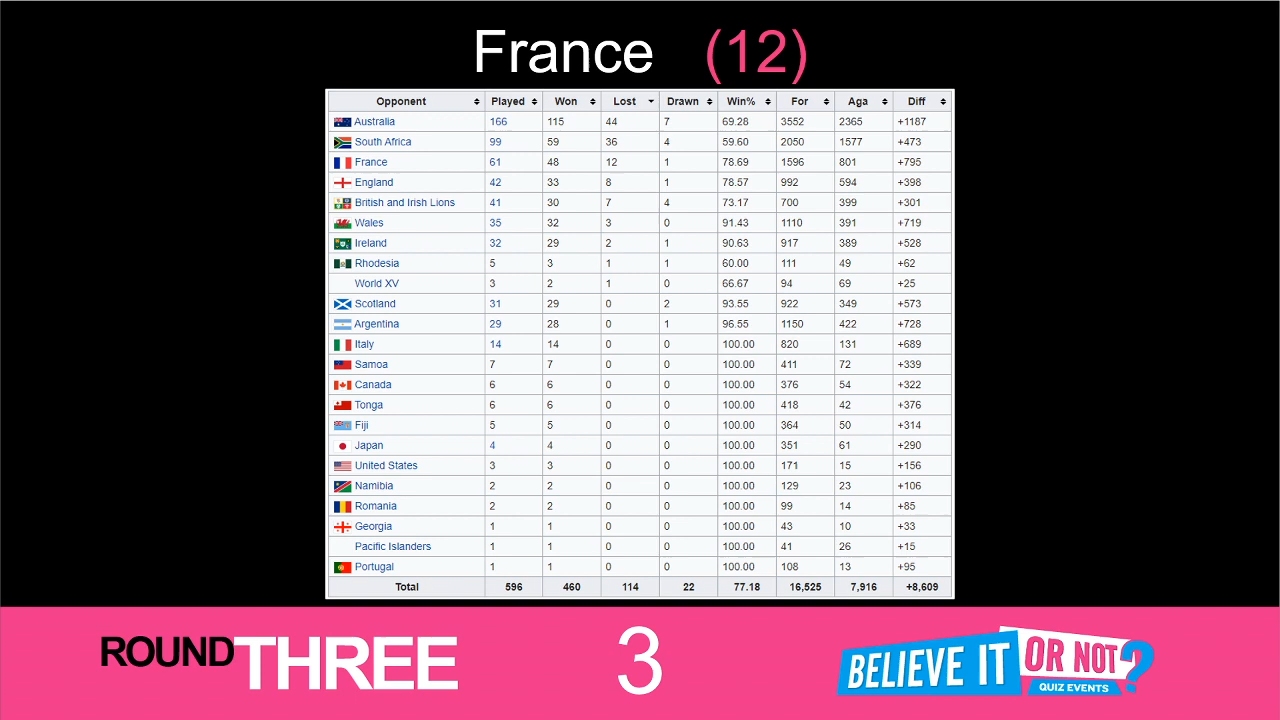 France (12)
Opponent Played Won Lost Drawn Win% For Aga Diff
Australia 166 115 44 7 69.28 3552 2365 +1187
South Africa 99 59 36 4 59.60 2050 1577 +473
France 61 48 12 1 78.69 1596 801 +795
England 42 33 8 1 78.57 992 594 +398
British and Irish Lions 41 30 7 4 73.17 700 399 +301
Wales 35 32 3 0 91.43 1110 391 +719
Ireland 32 29 2 1 90.63 917 389 +528
Rhodesia 5 3 1 1 60.00 111 49 +62
World XV 3 2 1 0 66.67 94 69 +25
Scotland 31 29 0 2 93.55 922 349 +573
Argentina 29 28 0 1 96.55 1150 422 +728
Italy 14 14 0 0 100.00 820 131 +689
Samoa 7 7 0 0 100.00 411 72 +339
Canada 6 6 0 0 100.00 376 54 +322
Tonga 6 6 0 0 100.00 418 42 +376
Fiji 5 5 0 0 100.00 364 50 +314
Japan 4 4 0 0 100.00 351 61 +290
United States 3 3 0 0 100.00 171 15 +156
Namibia 2 2 0 0 100.00 129 23 +106
Romania 2 2 0 0 100.00 99 14 +85
Georgia 1 1 0 0 100.00 43 10 +33
Pacific Islanders 1 1 0 0 100.00 41 26 +15
Portugal 1 1 0 0 100.00 108 13 +95
Total 596 460 114 22 77.18 16,525 7,916 +8,609
ROUND THREE 3
BELIEVE IT OR NOT?
QUIZ EVENTS